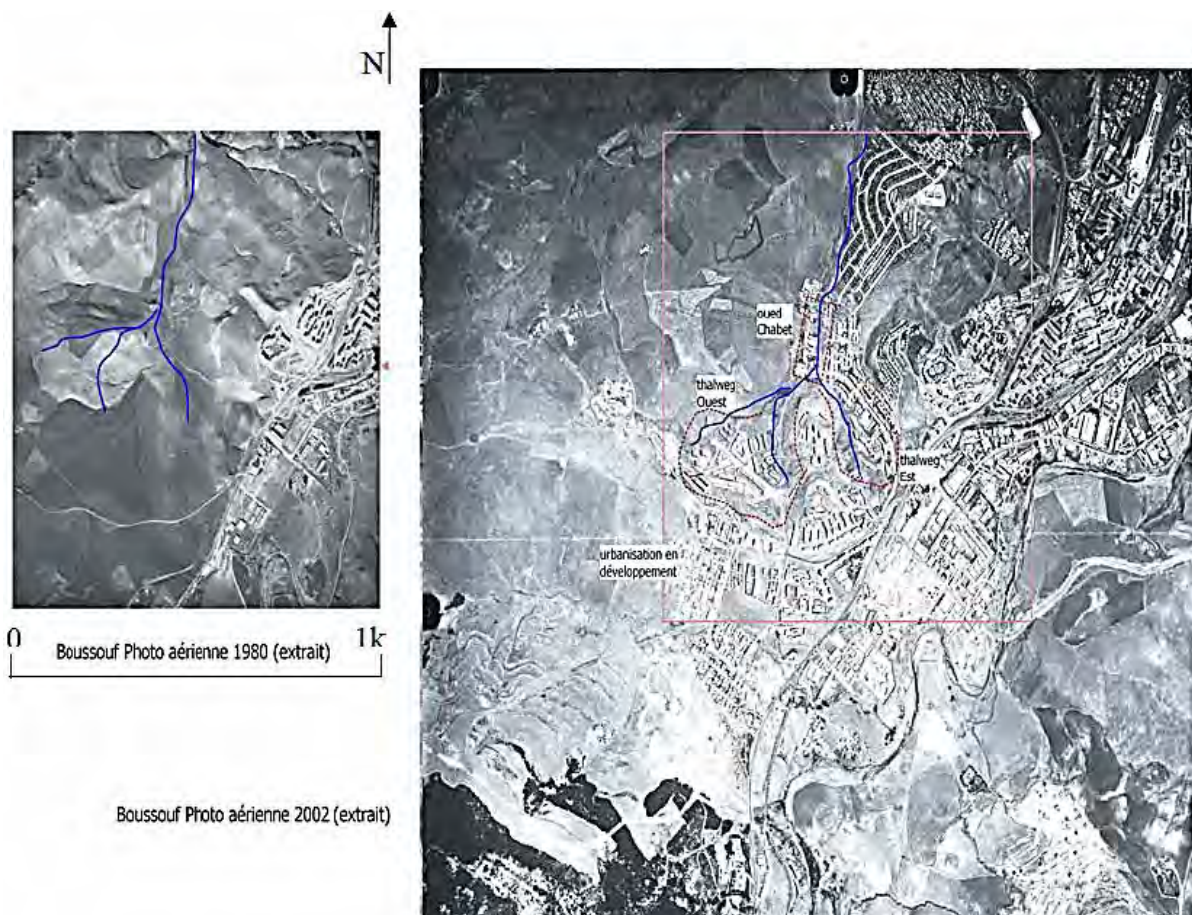 N
oued
Chabet
thalweg
Ouest
thalweg
Est
urbanisation en
développement
0 1k
Boussouf Photo aérienne 1980 (extrait)
Boussouf Photo aérienne 2002 (extrait)